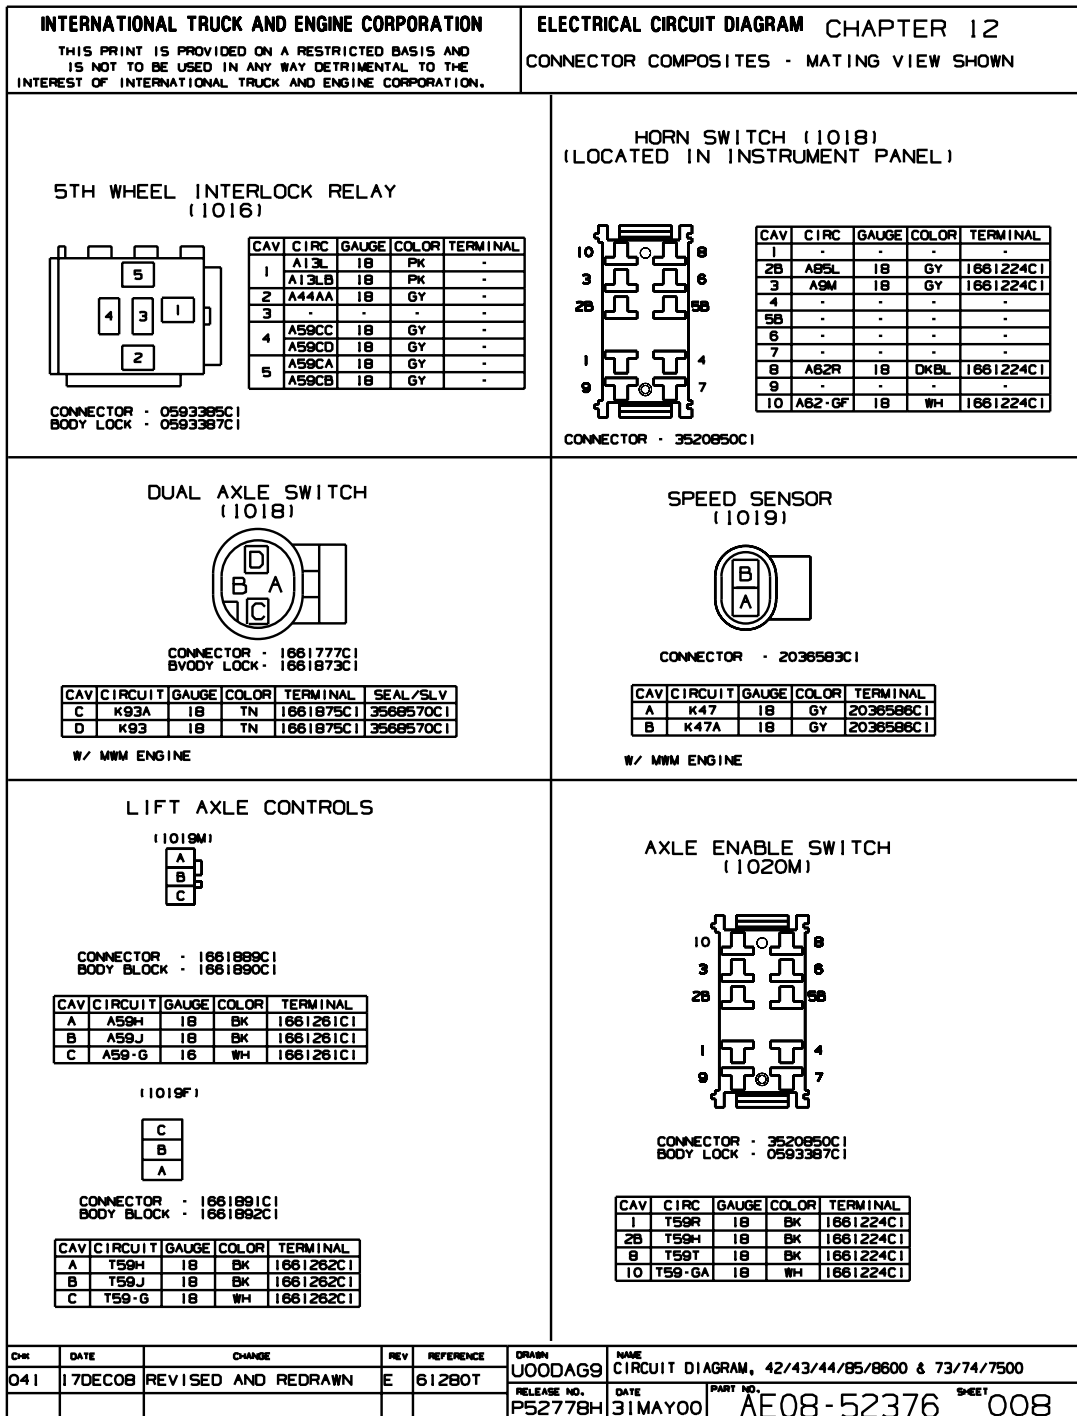 INTERNATIONAL TRUCK AND ENGINE CORPORATION
THIS PRINT IS PROVIDED ON A RESTRICTED BASIS AND
IS NOT TO BE USED IN ANY WAY DETRIMENTAL TO THE
INTEREST OF INTERNATIONAL TRUCK AND ENGINE CORPORATION.
ELECTRICAL CIRCUIT DIAGRAM CHAPTER 12
CONNECTOR COMPOSITES - MATING VIEW SHOWN
5TH WHEEL INTERLOCK RELAY
(1016)
5
4 3 1
2
CAV CIRC GAUGE COLOR TERMINAL
1 A13L 18 PK -
A13LB 18 PK -
2 A44AA 18 GY -
3 - - - -
4 A59CC 18 GY -
A59CD 18 GY -
5 A59CA 18 GY -
A59CB 18 GY -
CONNECTOR - 0593385C1
BODY LOCK - 0593387C1
HORN SWITCH (1018)
(LOCATED IN INSTRUMENT PANEL)
10 8
3 6
2B 5B
1 4
9 7
CAV CIRC GAUGE COLOR TERMINAL
1 - - - -
2B A85L 18 GY 1661224C1
3 A9M 18 GY 1661224C1
4 - - - -
5B - - - -
6 - - - -
7 - - - -
8 A62R 18 DKBL 1661224C1
9 - - - -
10 A62-GF 18 WH 1661224C1
CONNECTOR - 3520850C1
DUAL AXLE SWITCH
(1018)
D
B A
C
CONNECTOR - 1661777C1
BVODY LOCK- 1661873C1
CAV CIRCUIT GAUGE COLOR TERMINAL SEAL/SLV
C K93A 18 TN 1661875C1 3568570C1
D K93 18 TN 1661875C1 3568570C1
W/ MWM ENGINE
SPEED SENSOR
(1019)
B
A
CONNECTOR - 2036583C1
CAV CIRCUIT GAUGE COLOR TERMINAL
A K47 18 GY 2036586C1
B K47A 18 GY 2036586C1
W/ MWM ENGINE
LIFT AXLE CONTROLS
(1019M)
A
B
C
CONNECTOR - 1661889C1
BODY BLOCK - 1661890C1
CAV CIRCUIT GAUGE COLOR TERMINAL
A A59H 18 BK 1661261C1
B A59J 18 BK 1661261C1
C A59-G 16 WH 1661261C1
(1019F)
C
B
A
CONNECTOR - 1661891C1
BODY BLOCK - 1661892C1
CAV CIRCUIT GAUGE COLOR TERMINAL
A T59H 18 BK 1661262C1
B T59J 18 BK 1661262C1
C T59-G 18 WH 1661262C1
AXLE ENABLE SWITCH
(1020M)
10 8
3 6
2B 5B
1 4
9 7
CONNECTOR - 3520850C1
BODY LOCK - 0593387C1
CAV CIRC GAUGE COLOR TERMINAL
1 T59R 18 BK 1661224C1
2B T59H 18 BK 1661224C1
8 T59T 18 BK 1661224C1
10 T59-GA 18 WH 1661224C1
CHK DATE CHANGE REV REFERENCE
041 17DEC08 REVISED AND REDRAWN E 61280T
DRAWN
U00DAG9
NAME
CIRCUIT DIAGRAM, 42/43/44/85/8600 & 73/74/7500
RELEASE NO.
P52778H
DATE
31MAY00
PART NO. AE08-52376 SHEET 008